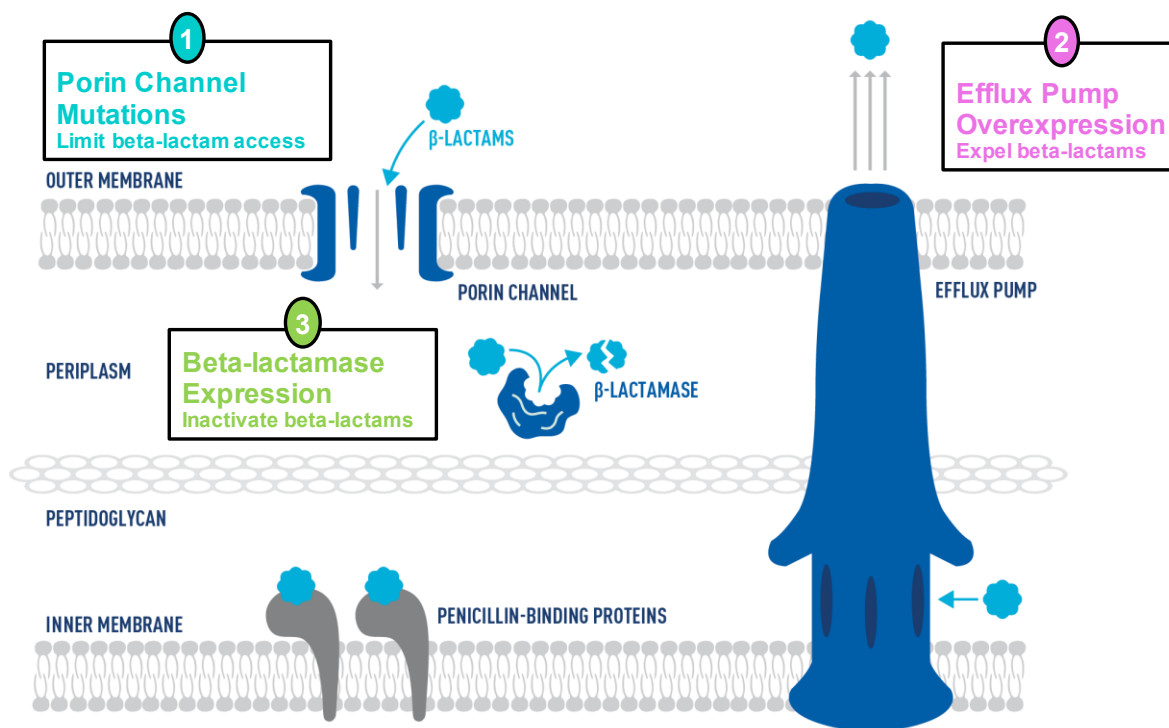 1
Porin Channel
Mutations
Limit beta-lactam access
2
Efflux Pump
Overexpression
Expel beta-lactams
β-LACTAMS
OUTER MEMBRANE
PORIN CHANNEL
EFFLUX PUMP
3
Beta-lactamase
Expression
Inactivate beta-lactams
PERIPLASM
β-LACTAMASE
PEPTIDOGLYCAN
PENICILLIN-BINDING PROTEINS
INNER MEMBRANE